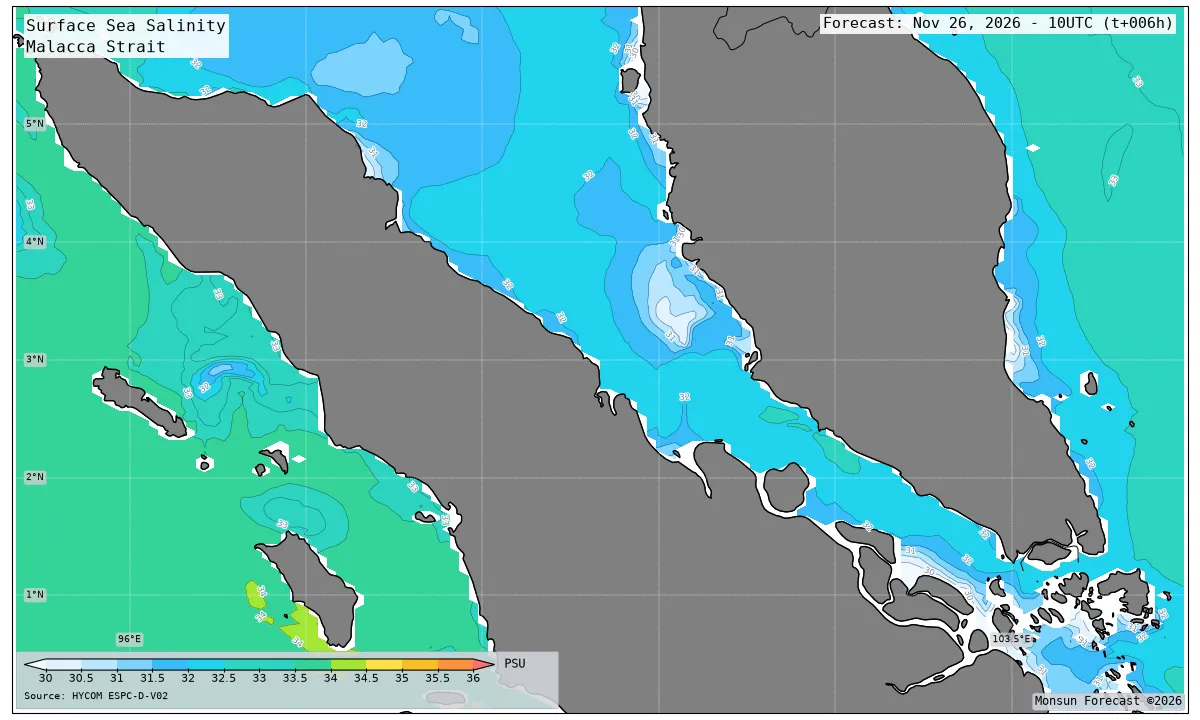 Surface Sea Salinity
Malacca Strait
Forecast: Nov 26, 2026 - 10UTC (t+006h)
5°N
4°N
3°N
2°N
1°N
96°E
103.5°E
30 30.5 31 31.5 32 32.5 33 33.5 34 34.5 35 35.5 36
PSU
Source: HYCOM ESPC-D-V02
Monsun Forecast ©2026